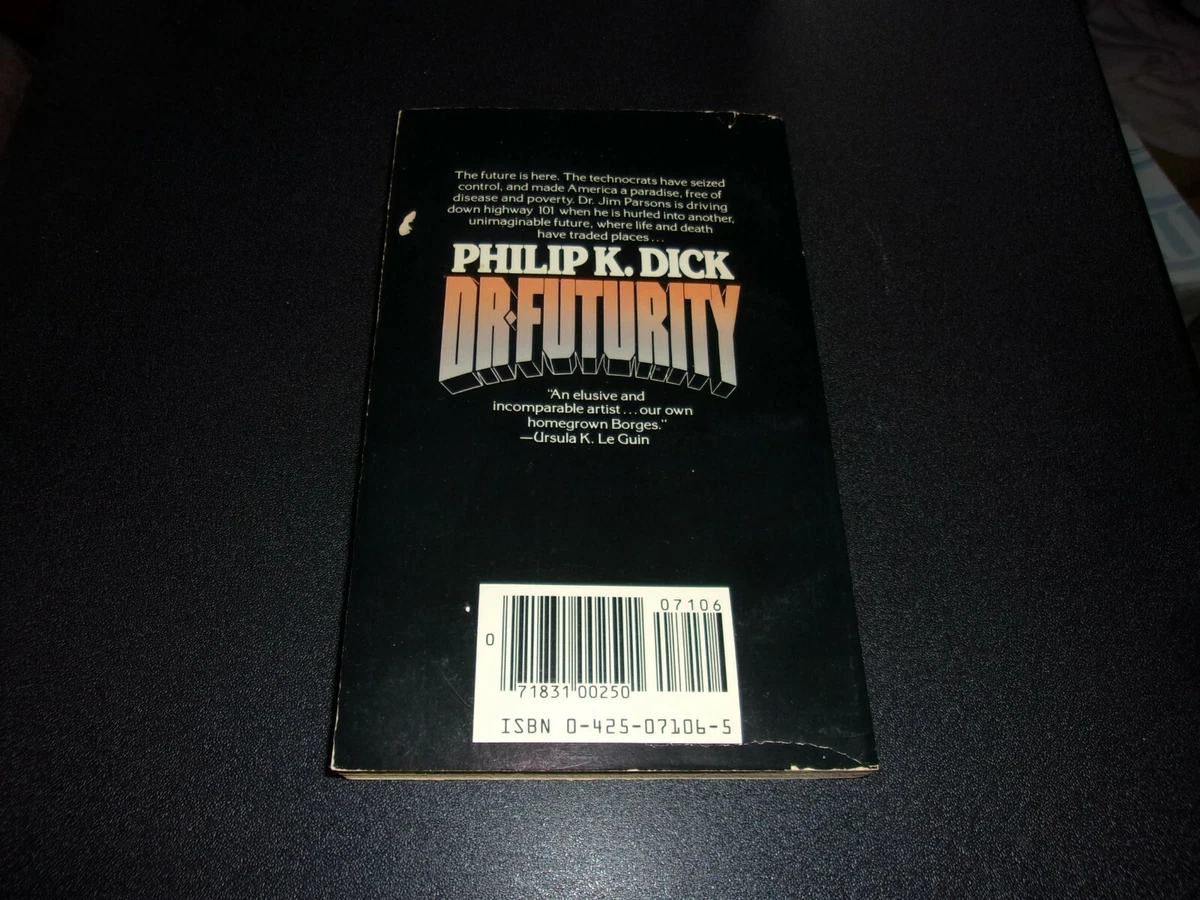 The future is here. The technocrats have seized
control, and made America a paradise, free of
disease and poverty. Dr. Jim Parsons is driving
down highway 101 when he is hurled into another,
unimaginable future, where life and death
have traded places...
PHILIP K. DICK
DR·FUTURITY
"An elusive and
incomparable artist...our own
homegrown Borges."
—Ursula K. Le Guin
07106
0
71831 00250
ISBN 0-425-07106-5